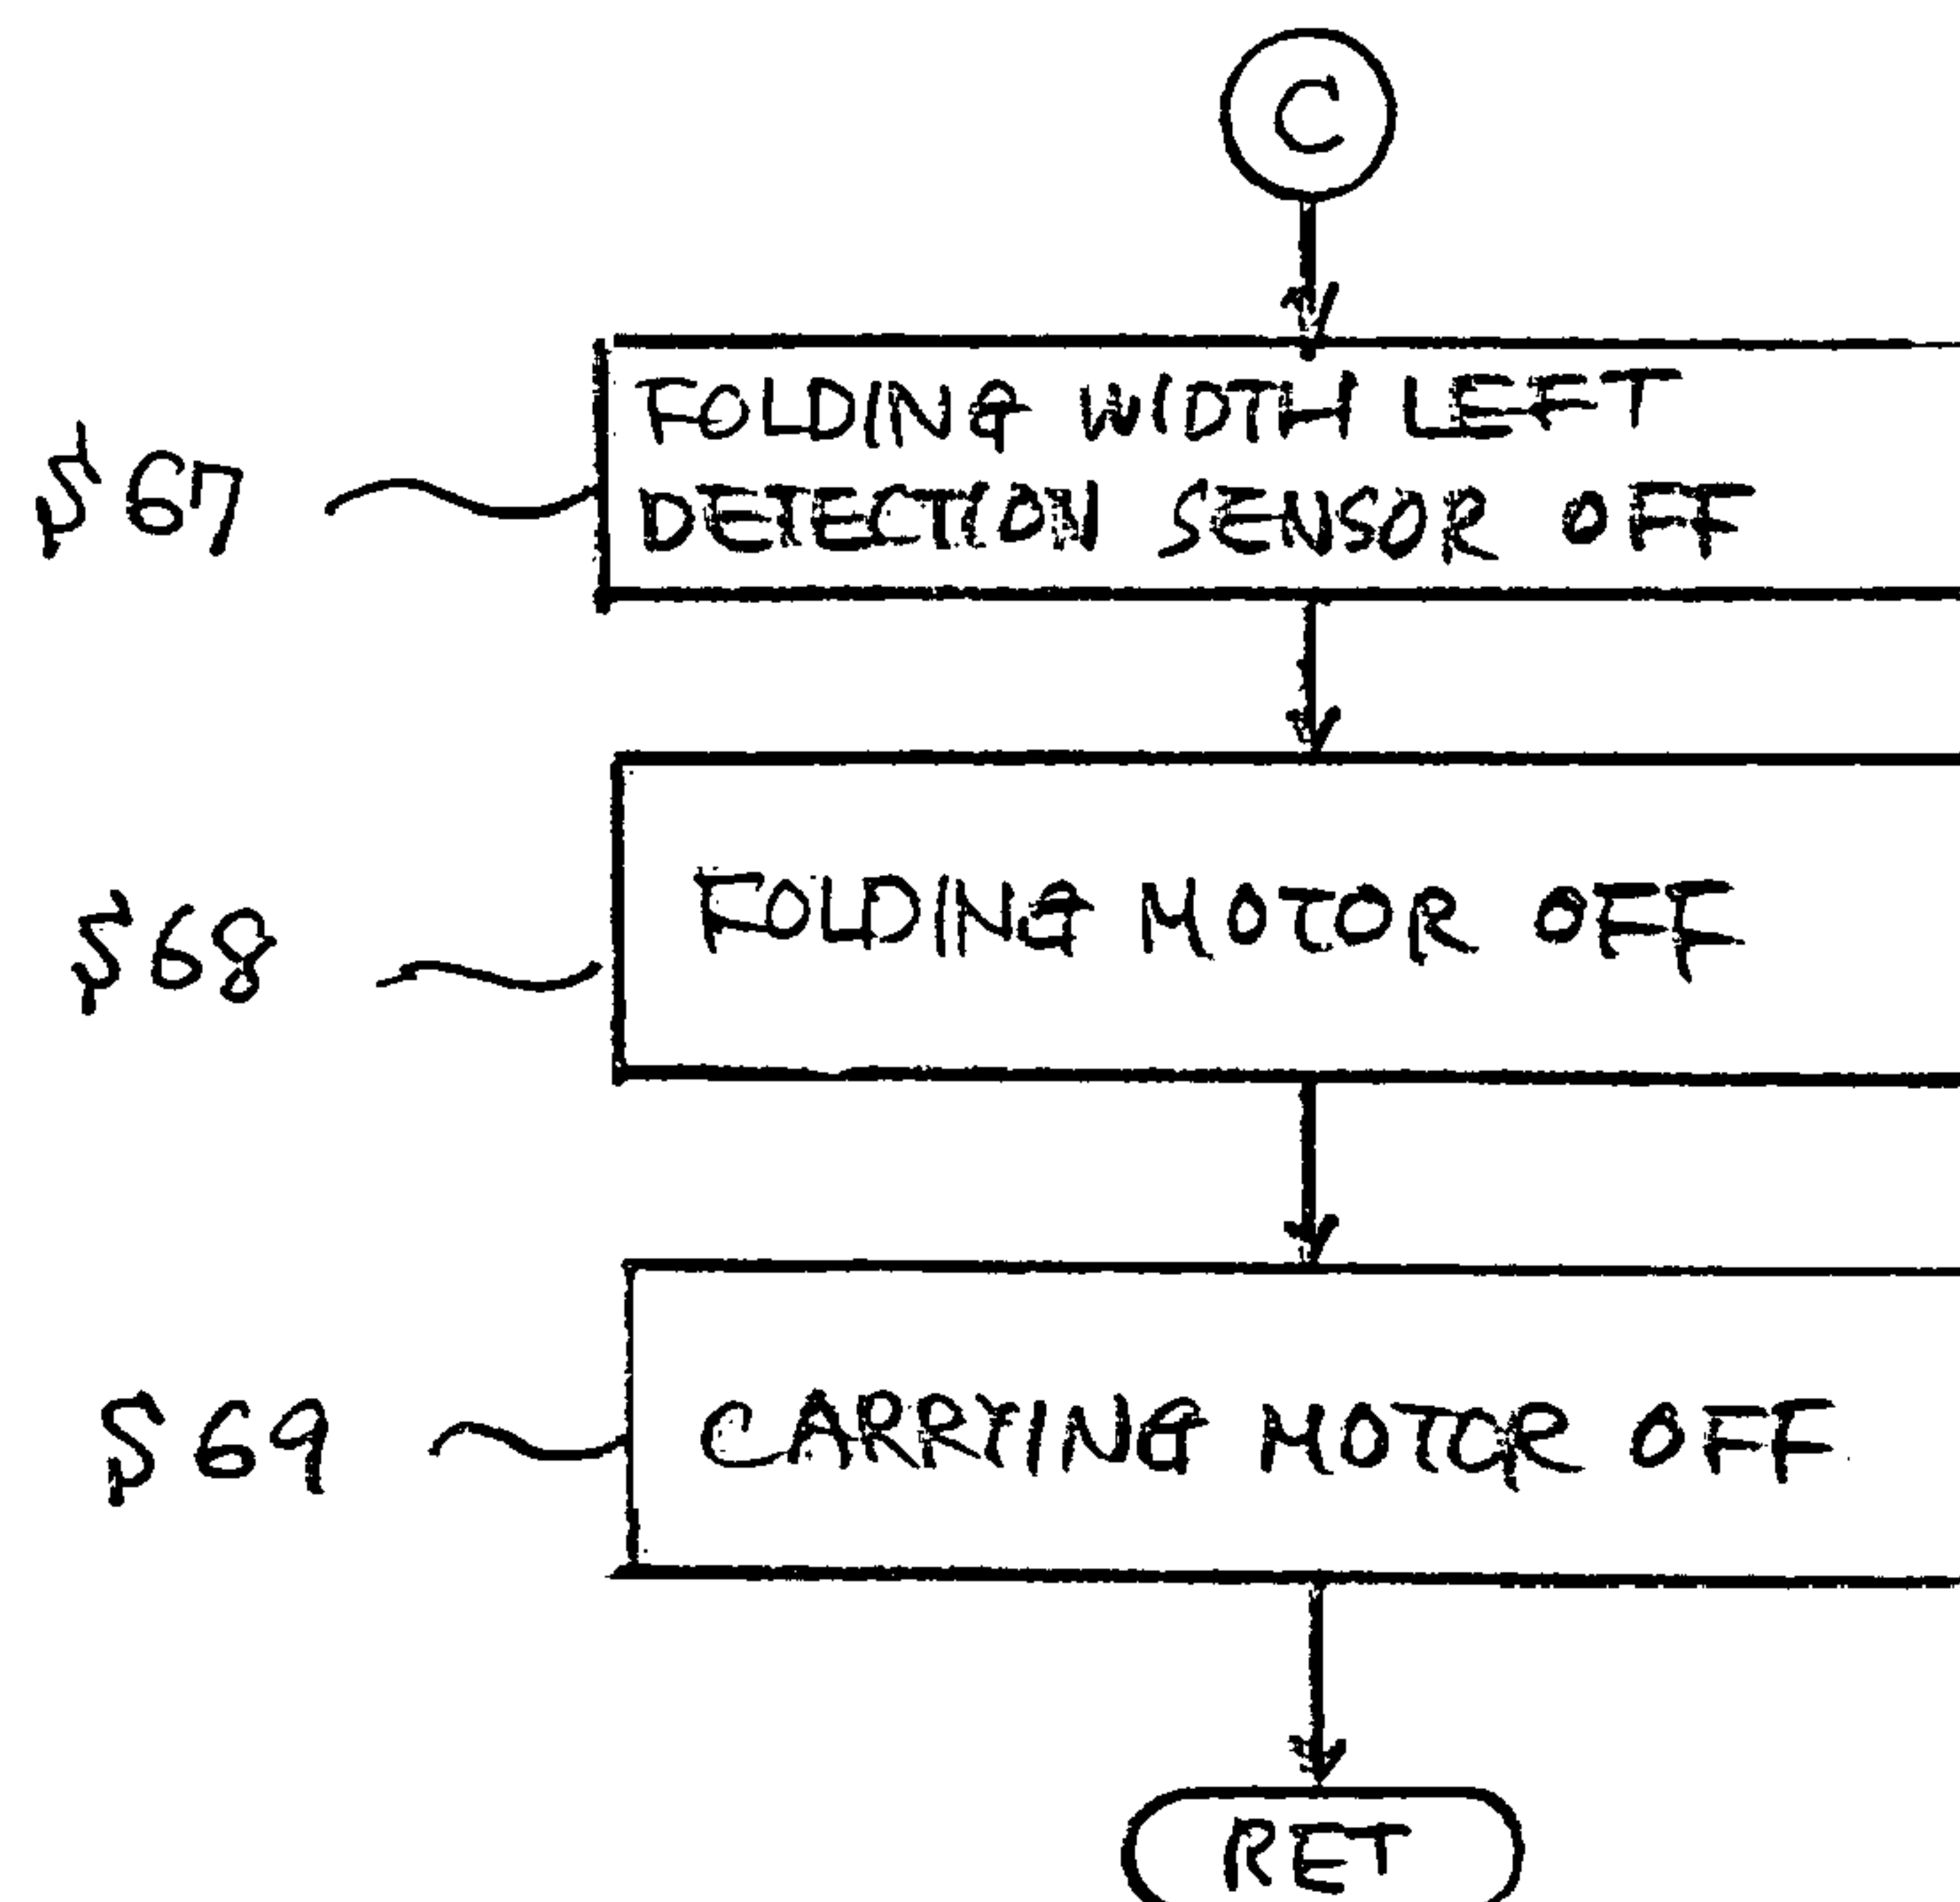 C
FOLDING WIDTH LEFT
DETECTION SENSOR OFF
S67
FOLDING MOTOR OFF
S68
CARRYING MOTOR OFF
S69
RET